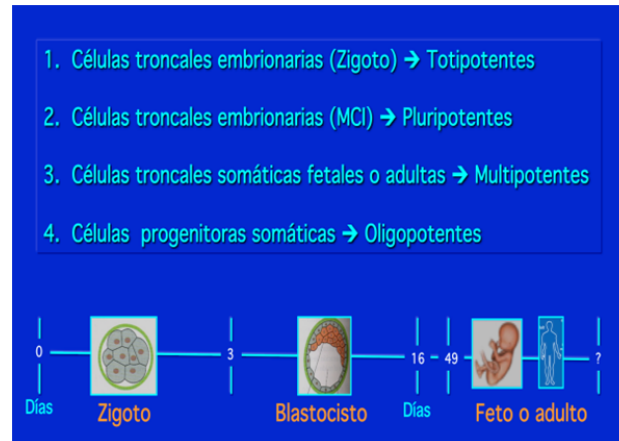 1. Células troncales embrionarias (Zigoto) → Totipotentes
2. Células troncales embrionarias (MCI) → Pluripotentes
3. Células troncales somáticas fetales o adultas → Multipotentes
4. Células progenitoras somáticas → Oligopotentes
0 3 16 49 ?
Días Zigoto Blastocisto Días Feto o adulto